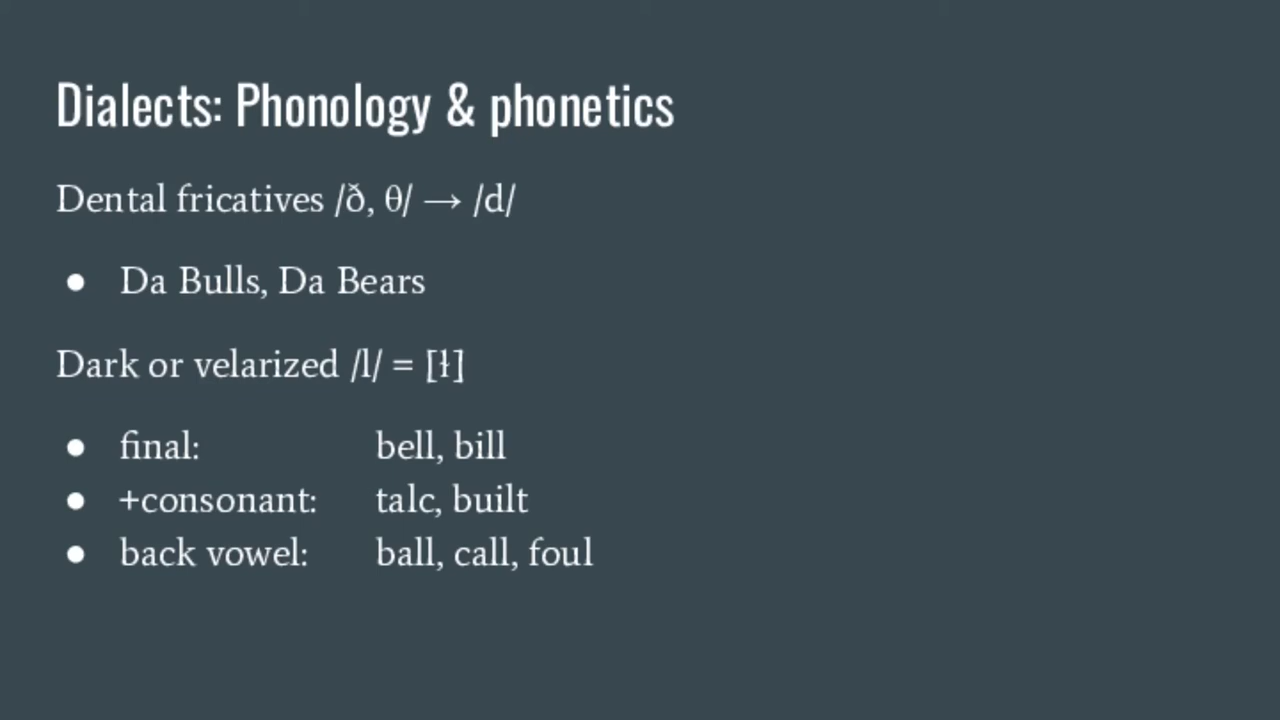 Dialects: Phonology & phonetics
Dental fricatives /ð, θ/ → /d/
● Da Bulls, Da Bears
Dark or velarized /l/ = [ɫ]
● final: bell, bill
● +consonant: talc, built
● back vowel: ball, call, foul